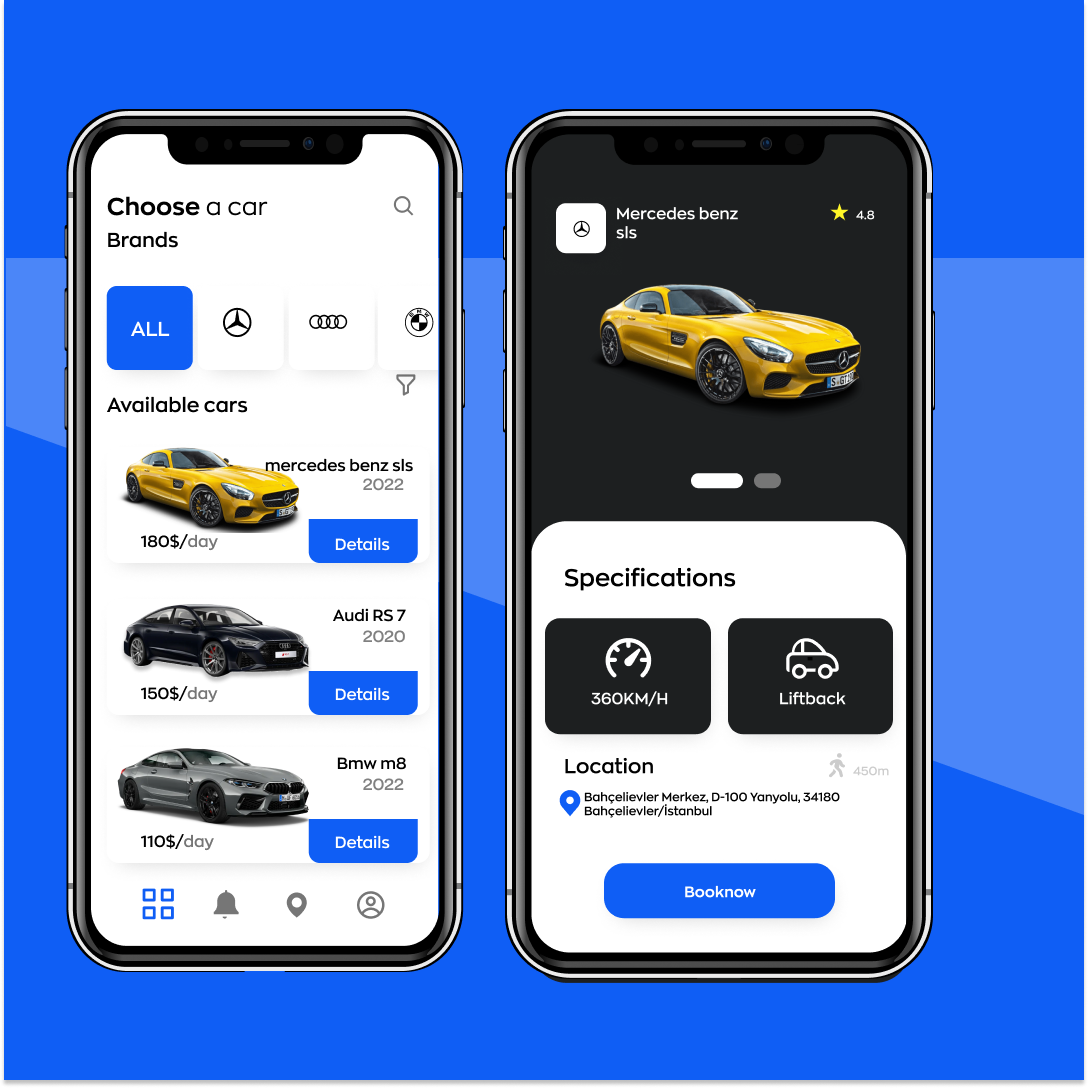 Choose a car
Brands
ALL
Available cars
mercedes benz sls
2022
180$/day
Details
Audi RS 7
2020
150$/day
Details
Bmw m8
2022
110$/day
Details
Mercedes benz
sls
4.8
Specifications
360KM/H
Liftback
Location
450m
Bahçelievler Merkez, D-100 Yanyolu, 34180
Bahçelievler/İstanbul
Booknow